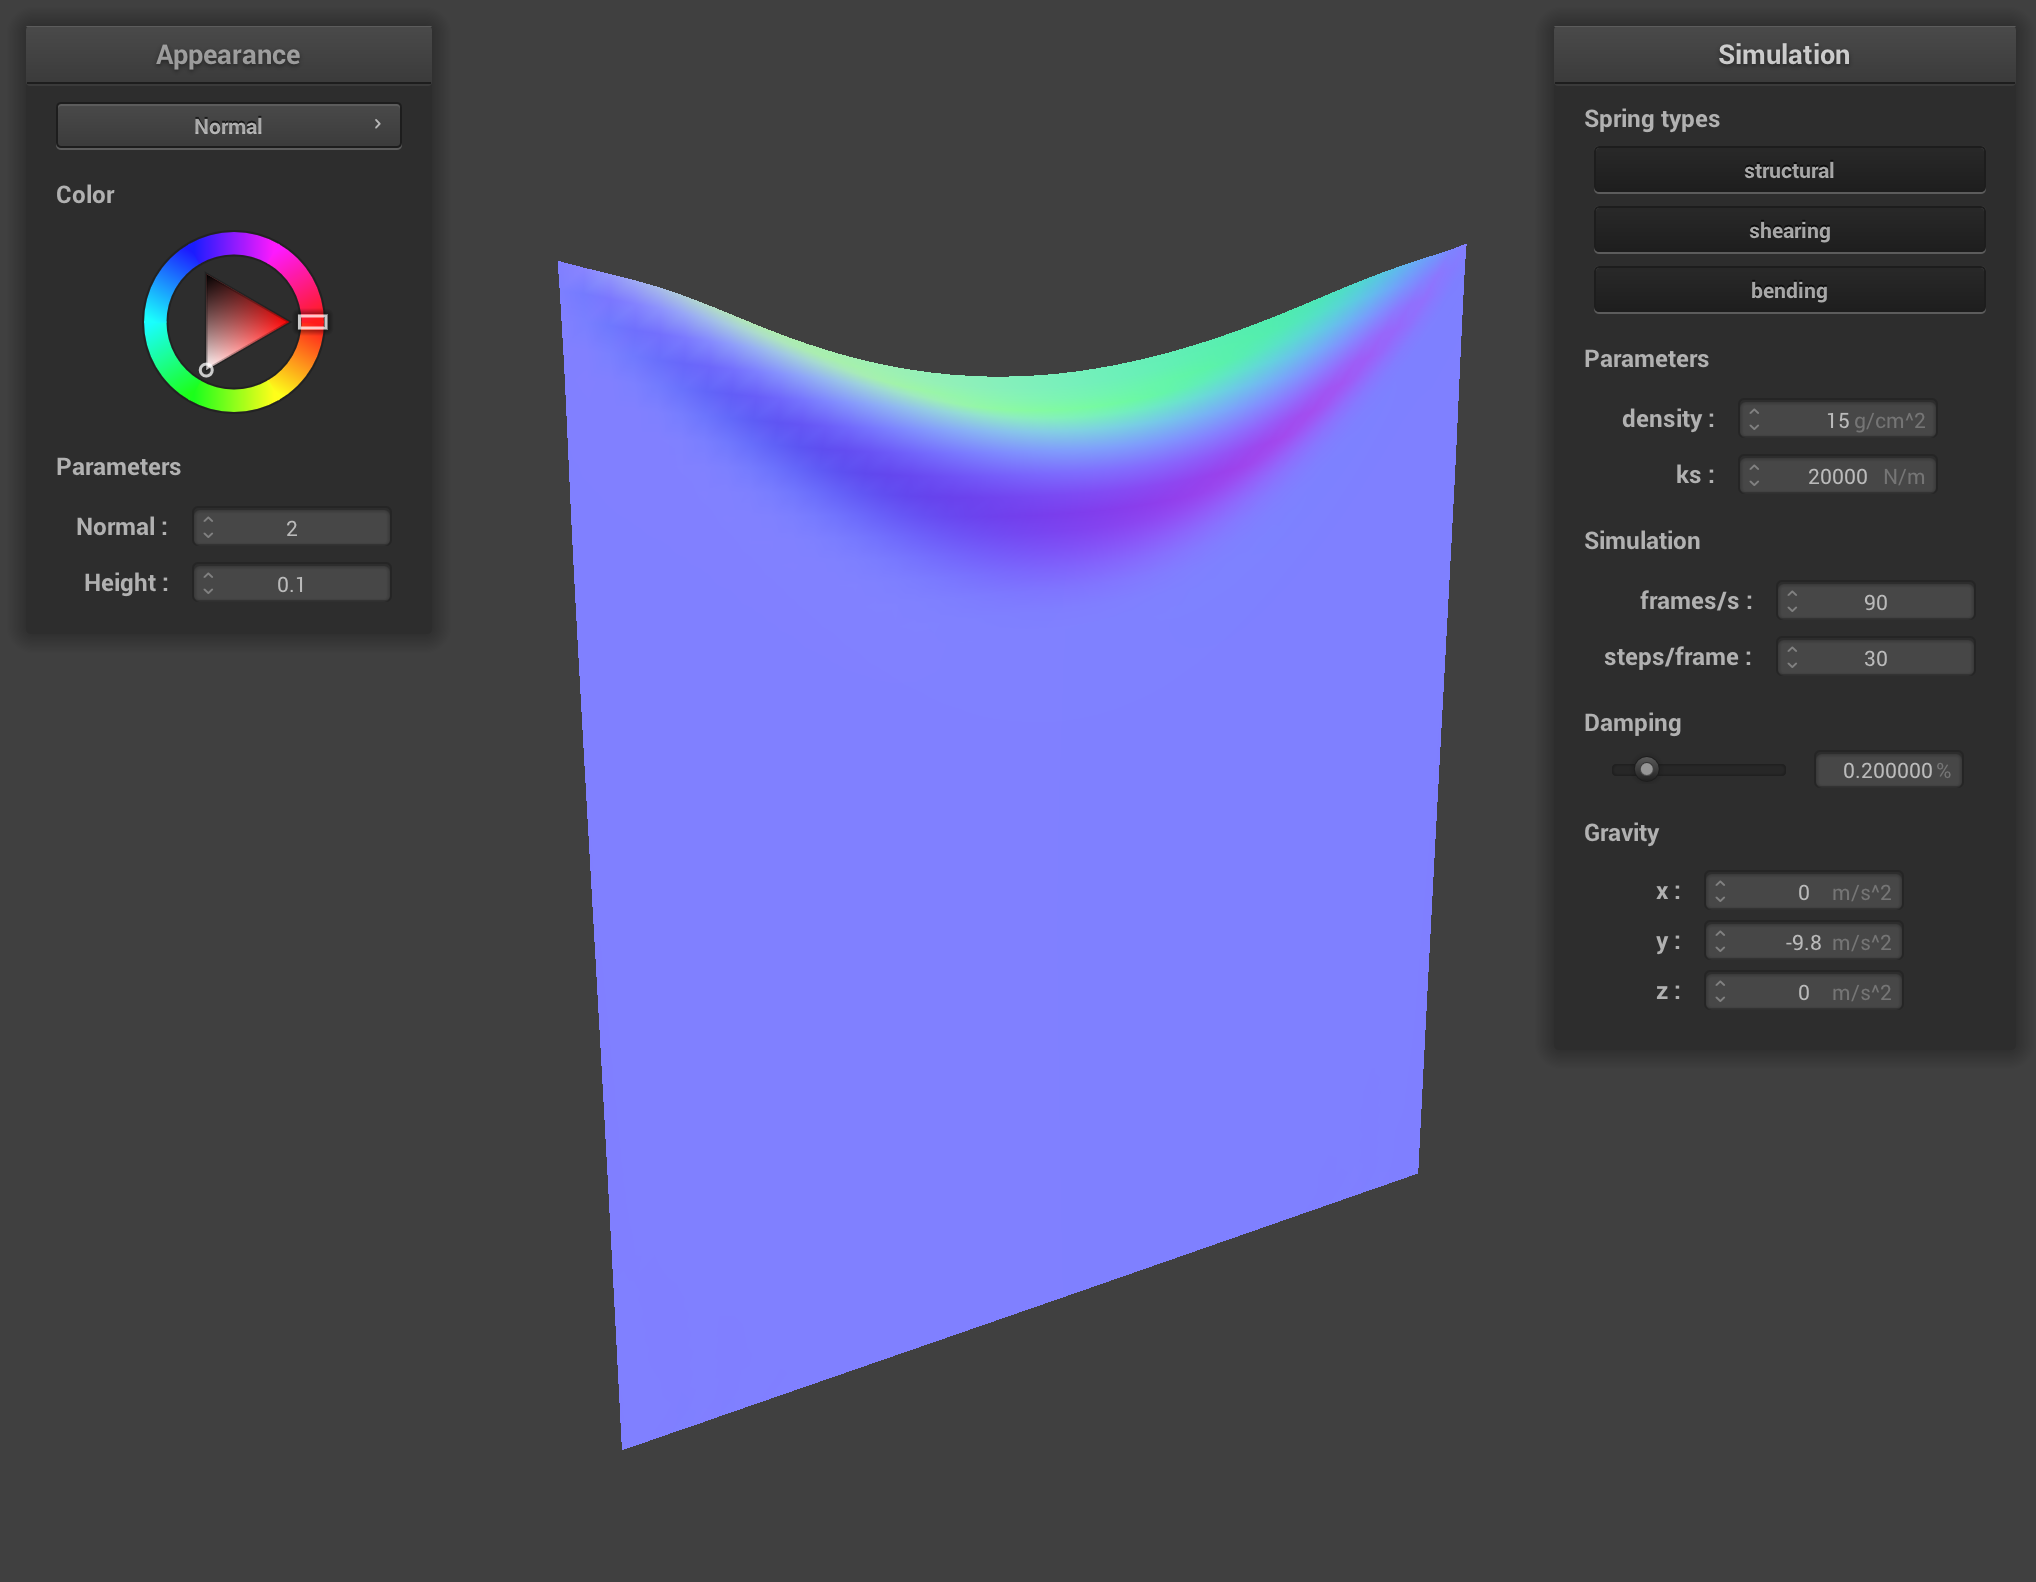 Appearance
Normal
Color
Parameters
Normal : 2
Height : 0.1
Simulation
Spring types
structural
shearing
bending
Parameters
density : 15 g/cm^2
ks : 20000 N/m
Simulation
frames/s : 90
steps/frame : 30
Damping
0.200000 %
Gravity
x : 0 m/s^2
y : -9.8 m/s^2
z : 0 m/s^2